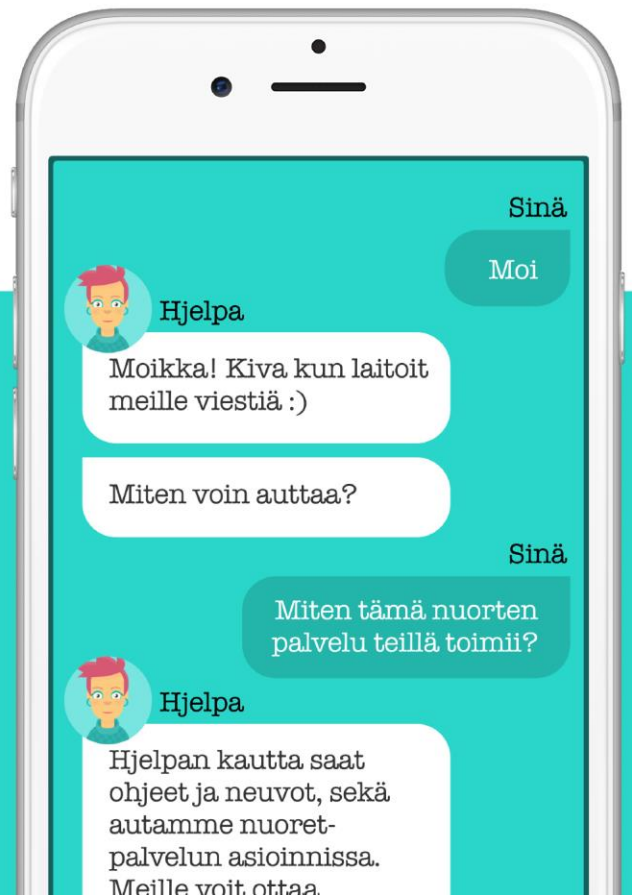 Sinä
Moi
Hjelpa
Moikka! Kiva kun laitoit
meille viestiä :)
Miten voin auttaa?
Sinä
Miten tämä nuorten
palvelu teillä toimii?
Hjelpa
Hjelpan kautta saat
ohjeet ja neuvot, sekä
autamme nuoret-
palvelun asioinnissa.
Meille voit ottaa